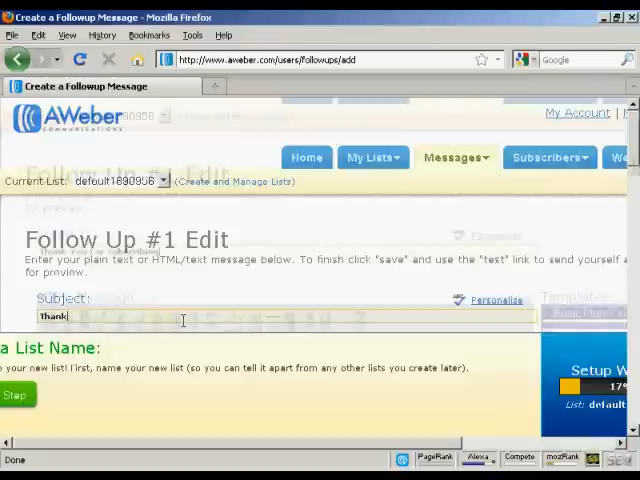 Create a Followup Message - Mozilla Firefox
File Edit View History Bookmarks Tools Help
http://www.aweber.com/users/followups/add
Google
Create a Followup Message
AWeber
COMMUNICATIONS
My Account
Home My Lists Messages Subscribers
Current List: default1890956 (Create and Manage Lists)
Follow Up #1 Edit
Enter your plain text or HTML/text message below. To finish click "save" and use the "test" link to send yourself a
for preview.
Subject:
Personalize
Thank
a List Name:
o your new list! First, name your new list (so you can tell it apart from any other lists you create later).
Step
Setup W
17%
List: default
Done
PageRank Alexa Compete mozRank